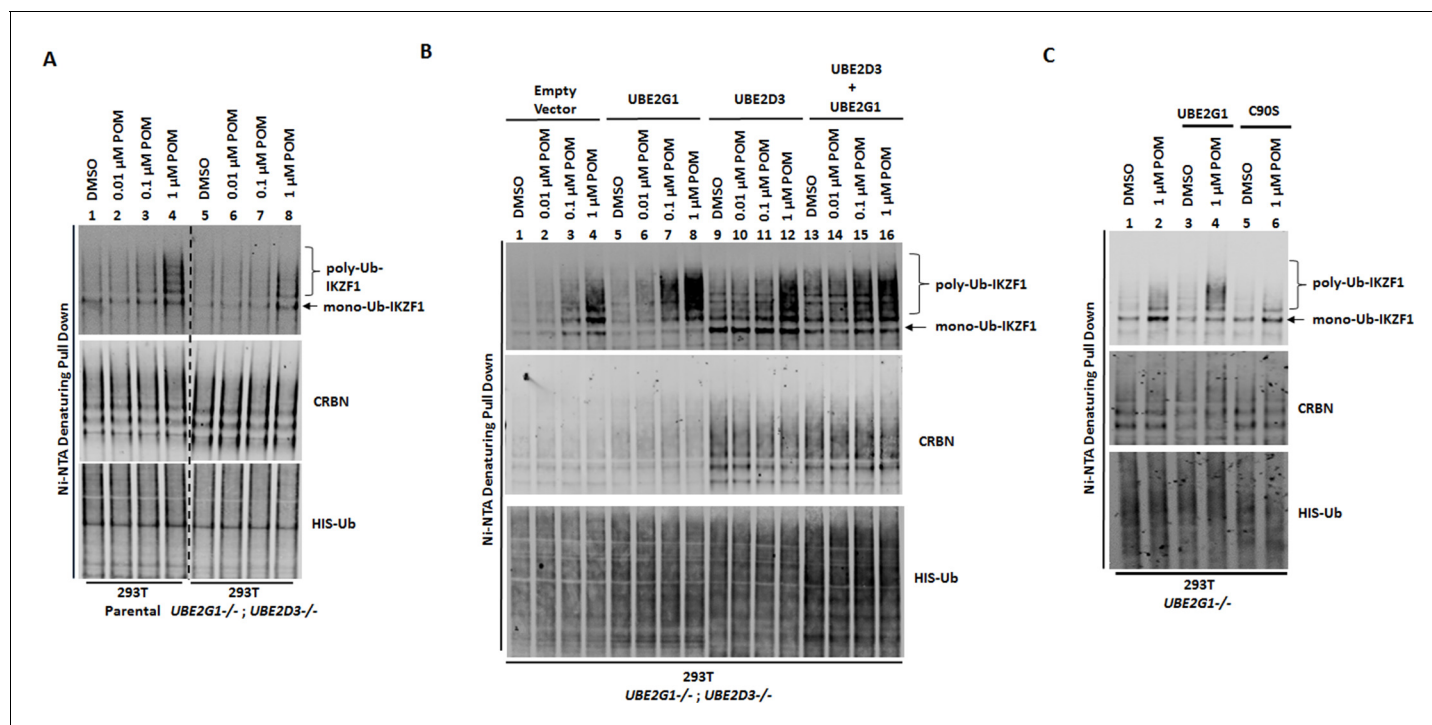 A
DMSO
0.01 µM POM
0.1 µM POM
1 µM POM
DMSO
0.01 µM POM
0.1 µM POM
1 µM POM
1 2 3 4 5 6 7 8
poly-Ub-
IKZF1
mono-Ub-IKZF1
CRBN
HIS-Ub
Ni-NTA Denaturing Pull Down
293T
Parental
293T
UBE2G1-/- ; UBE2D3-/-
B
Empty
Vector
UBE2G1
UBE2D3
UBE2D3
+
UBE2G1
DMSO
0.01 µM POM
0.1 µM POM
1 µM POM
DMSO
0.01 µM POM
0.1 µM POM
1 µM POM
DMSO
0.01 µM POM
0.1 µM POM
1 µM POM
DMSO
0.01 µM POM
0.1 µM POM
1 µM POM
1 2 3 4 5 6 7 8 9 10 11 12 13 14 15 16
poly-Ub-IKZF1
mono-Ub-IKZF1
CRBN
HIS-Ub
Ni-NTA Denaturing Pull Down
293T
UBE2G1-/- ; UBE2D3-/-
C
UBE2G1
C90S
DMSO
1 µM POM
DMSO
1 µM POM
DMSO
1 µM POM
1 2 3 4 5 6
poly-Ub-IKZF1
mono-Ub-IKZF1
CRBN
HIS-Ub
Ni-NTA Denaturing Pull Down
293T
UBE2G1-/-